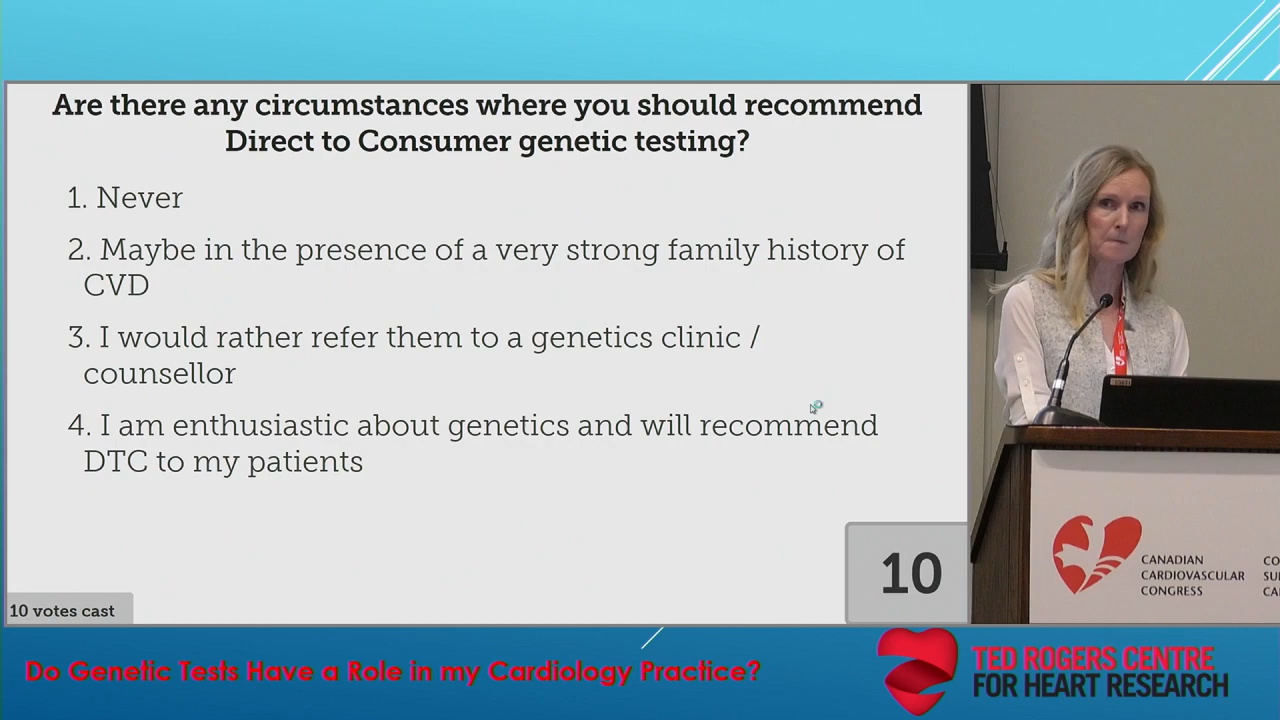 Are there any circumstances where you should recommend
Direct to Consumer genetic testing?
1. Never
2. Maybe in the presence of a very strong family history of
CVD
3. I would rather refer them to a genetics clinic /
counsellor
4. I am enthusiastic about genetics and will recommend
DTC to my patients
10
10 votes cast
CANADIAN
CARDIOVASCULAR
CONGRESS
CO
SU
CA
Do Genetic Tests Have a Role in my Cardiology Practice?
TED ROGERS CENTRE
FOR HEART RESEARCH